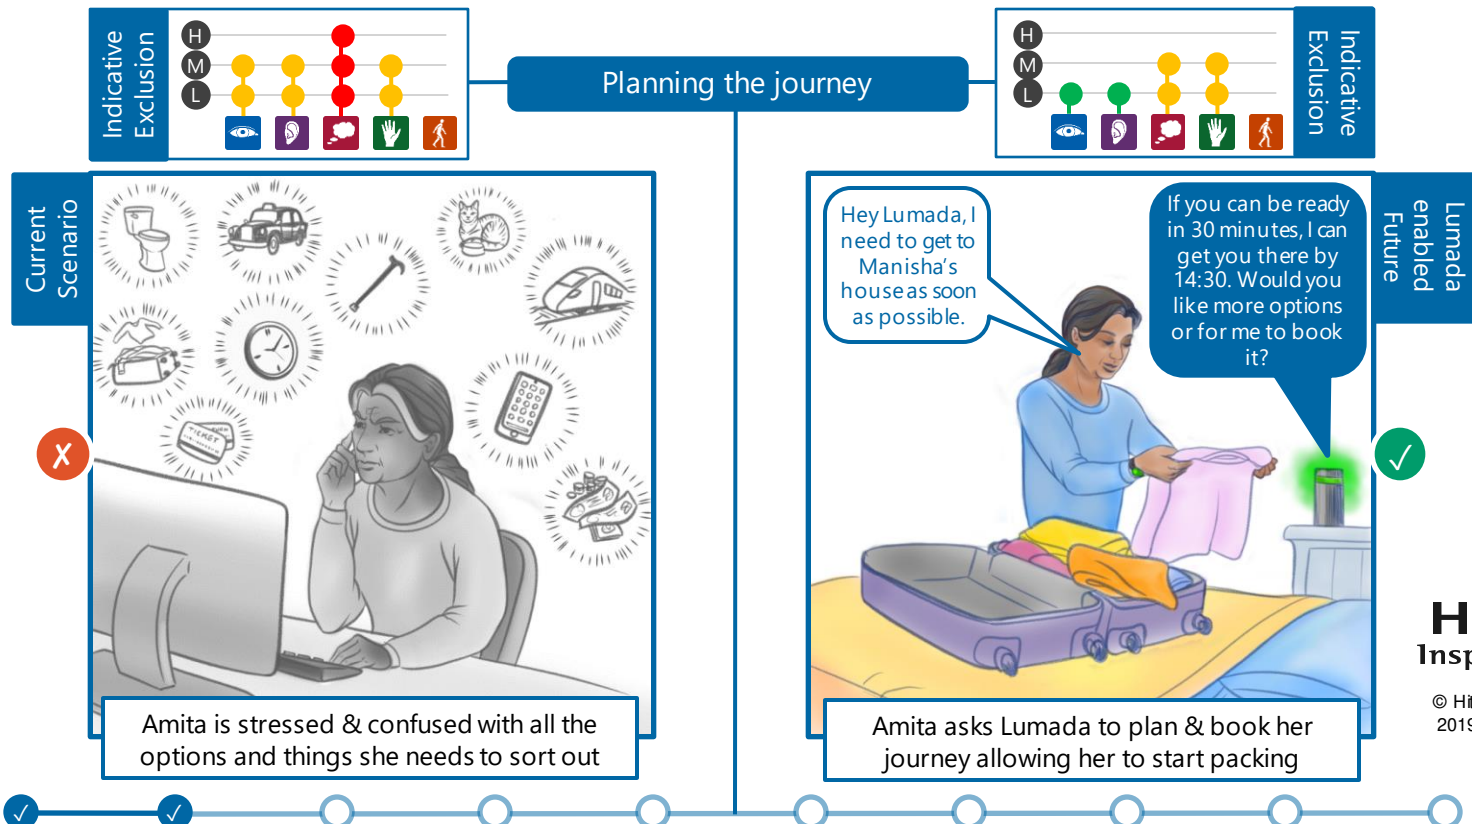 Indicative
Exclusion
H
M
L
Planning the journey
H
M
L
Indicative
Exclusion
Current
Scenario
TICKET
Hey Lumada, I
need to get to
Manisha's
house as soon
as possible.
If you can be ready
in 30 minutes, I can
get you there by
14:30. Would you
like more options
or for me to book
it?
Lumada
enabled
Future
Amita is stressed & confused with all the
options and things she needs to sort out
Amita asks Lumada to plan & book her
journey allowing her to start packing
H
Insp
© Hi
2019